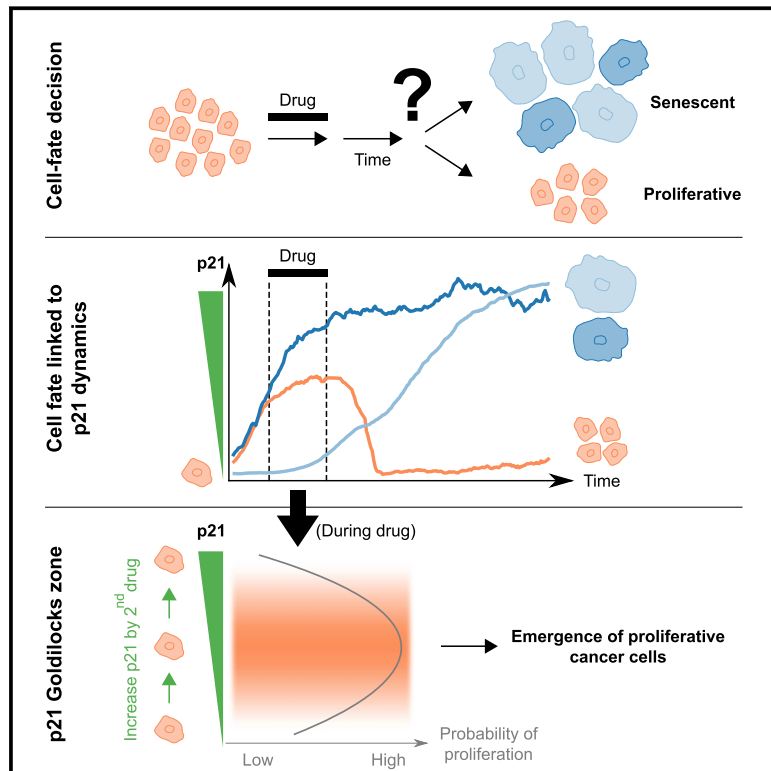 Cell-fate decision
Drug
Time
?
Senescent
Proliferative
Cell fate linked to
p21 dynamics
p21
Drug
Time
(During drug)
p21 Goldilocks zone
Increase p21 by 2nd drug
p21
Low
High
Probability of
proliferation
Emergence of proliferative
cancer cells